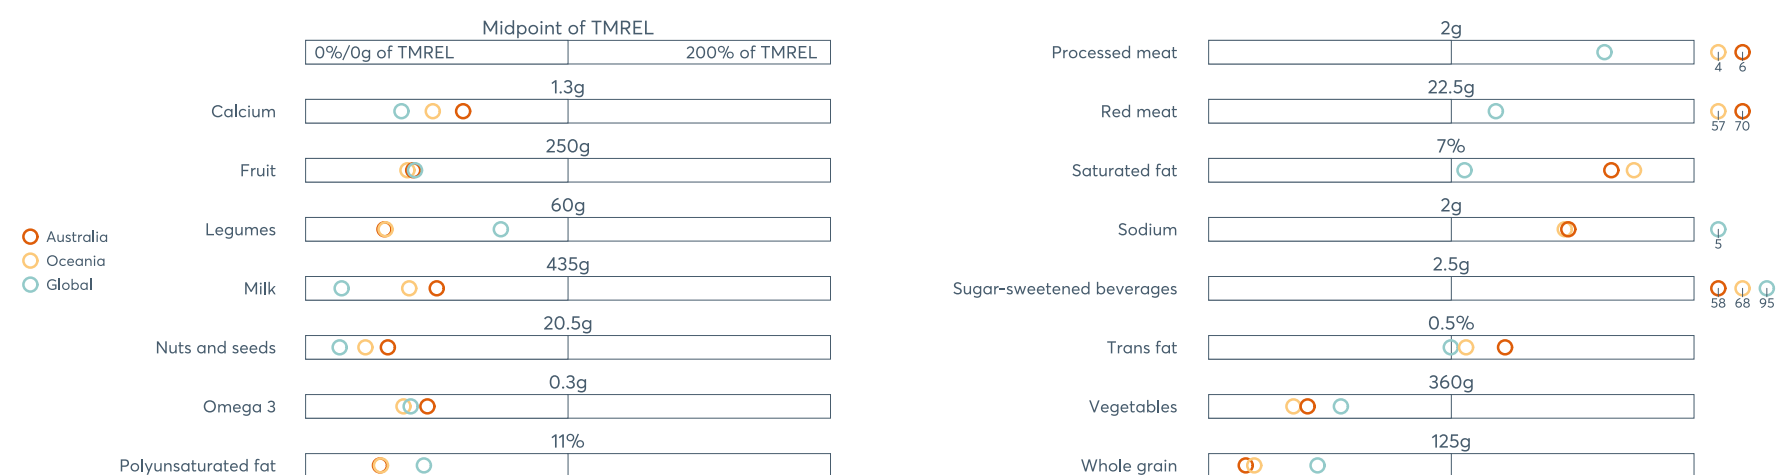 Midpoint of TMREL
0%/0g of TMREL 200% of TMREL
1.3g
Calcium
250g
Fruit
60g
Legumes
435g
Milk
20.5g
Nuts and seeds
0.3g
Omega 3
11%
Polyunsaturated fat
Australia
Oceania
Global
2g
Processed meat
4 6
22.5g
Red meat
57 70
7%
Saturated fat
2g
Sodium
5
2.5g
Sugar-sweetened beverages
58 68 95
0.5%
Trans fat
360g
Vegetables
125g
Whole grain